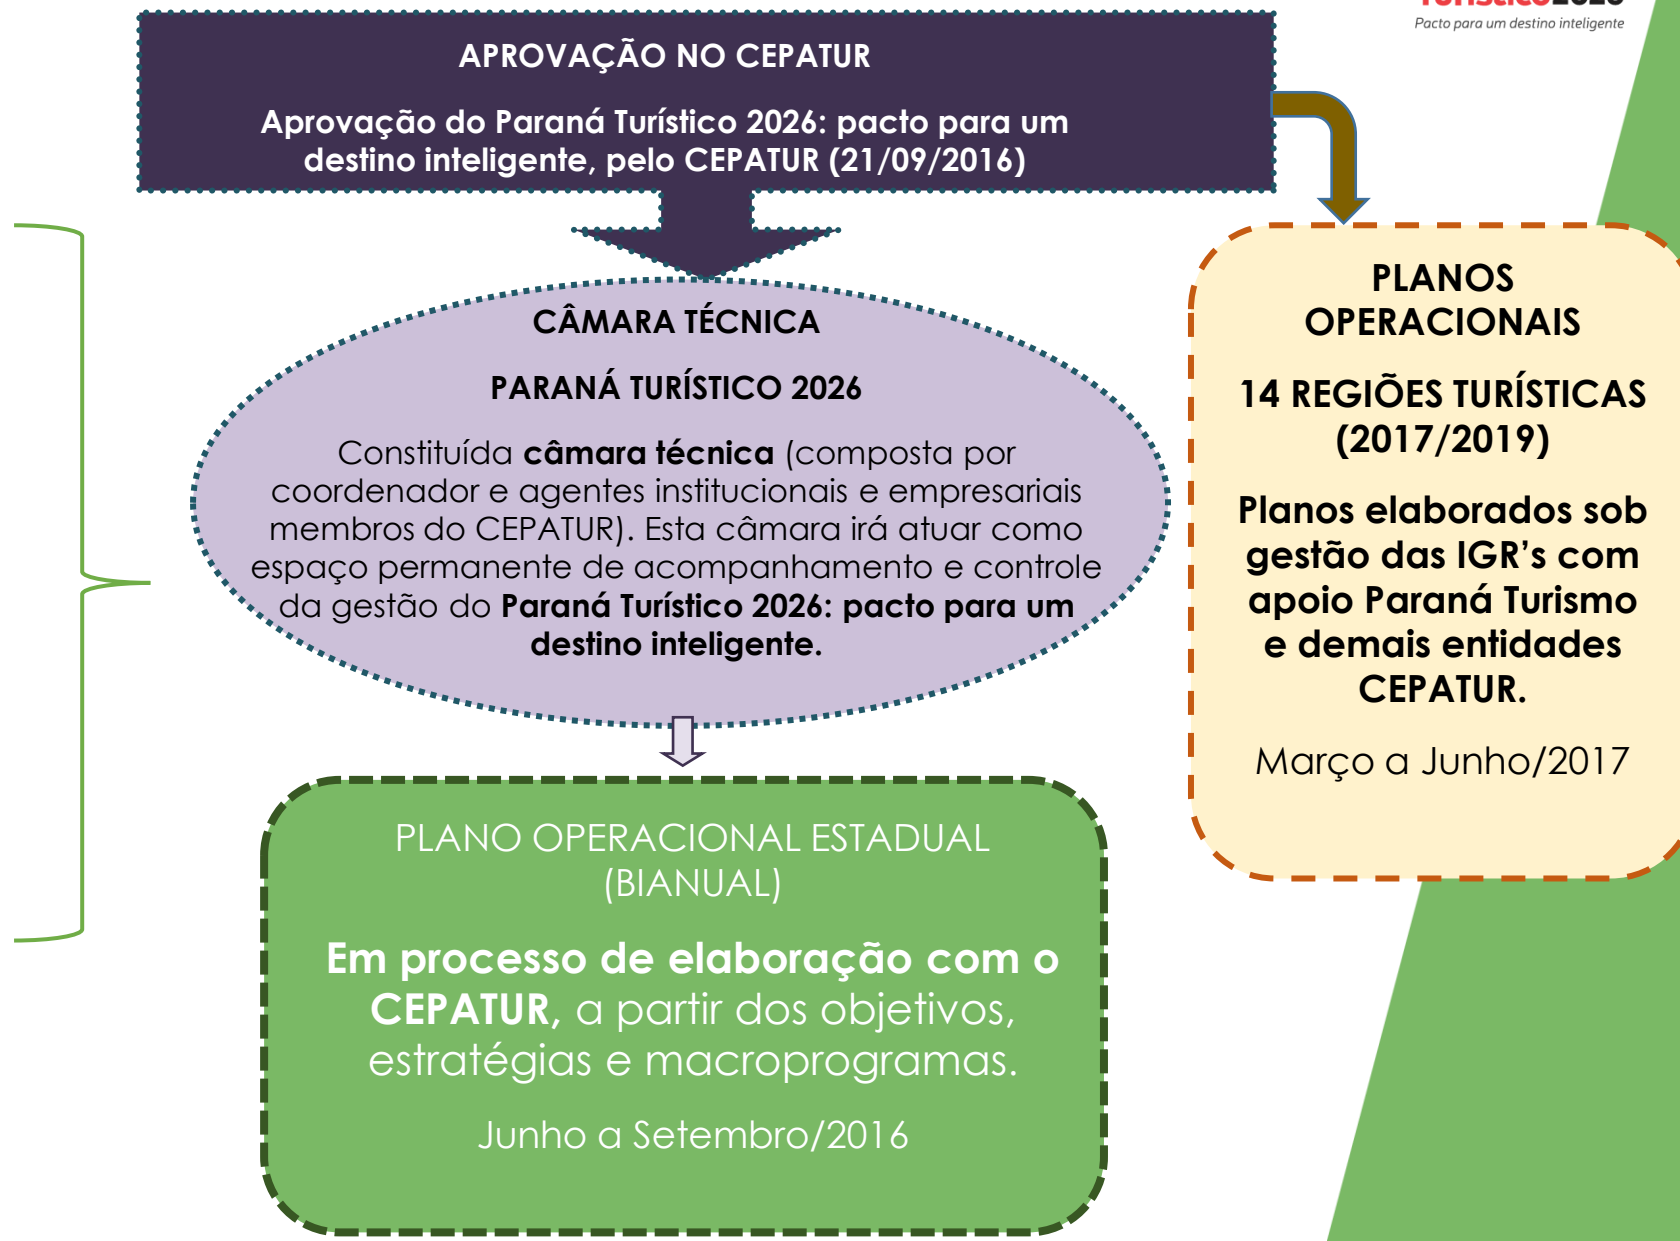 Pacto para um destino inteligente
APROVAÇÃO NO CEPATUR
Aprovação do Paraná Turístico 2026: pacto para um
destino inteligente, pelo CEPATUR (21/09/2016)
CÂMARA TÉCNICA
PARANÁ TURÍSTICO 2026
Constituída câmara técnica (composta por
coordenador e agentes institucionais e empresariais
membros do CEPATUR). Esta câmara irá atuar como
espaço permanente de acompanhamento e controle
da gestão do Paraná Turístico 2026: pacto para um
destino inteligente.
PLANO OPERACIONAL ESTADUAL
(BIANUAL)
Em processo de elaboração com o
CEPATUR, a partir dos objetivos,
estratégias e macroprogramas.
Junho a Setembro/2016
PLANOS
OPERACIONAIS
14 REGIÕES TURÍSTICAS
(2017/2019)
Planos elaborados sob
gestão das IGR’s com
apoio Paraná Turismo
e demais entidades
CEPATUR.
Março a Junho/2017